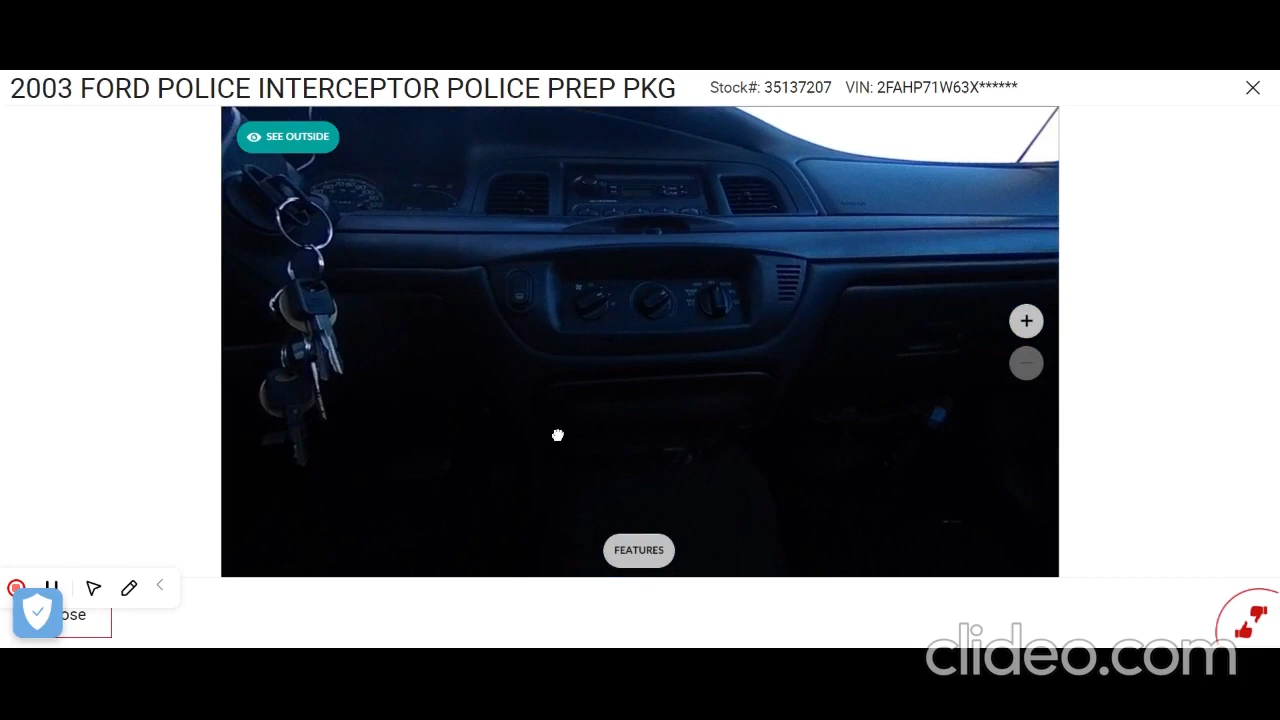 2003 FORD POLICE INTERCEPTOR POLICE PREP PKG Stock#: 35137207 VIN: 2FAHP71W63X******
SEE OUTSIDE
FEATURES
ose
clideo.com